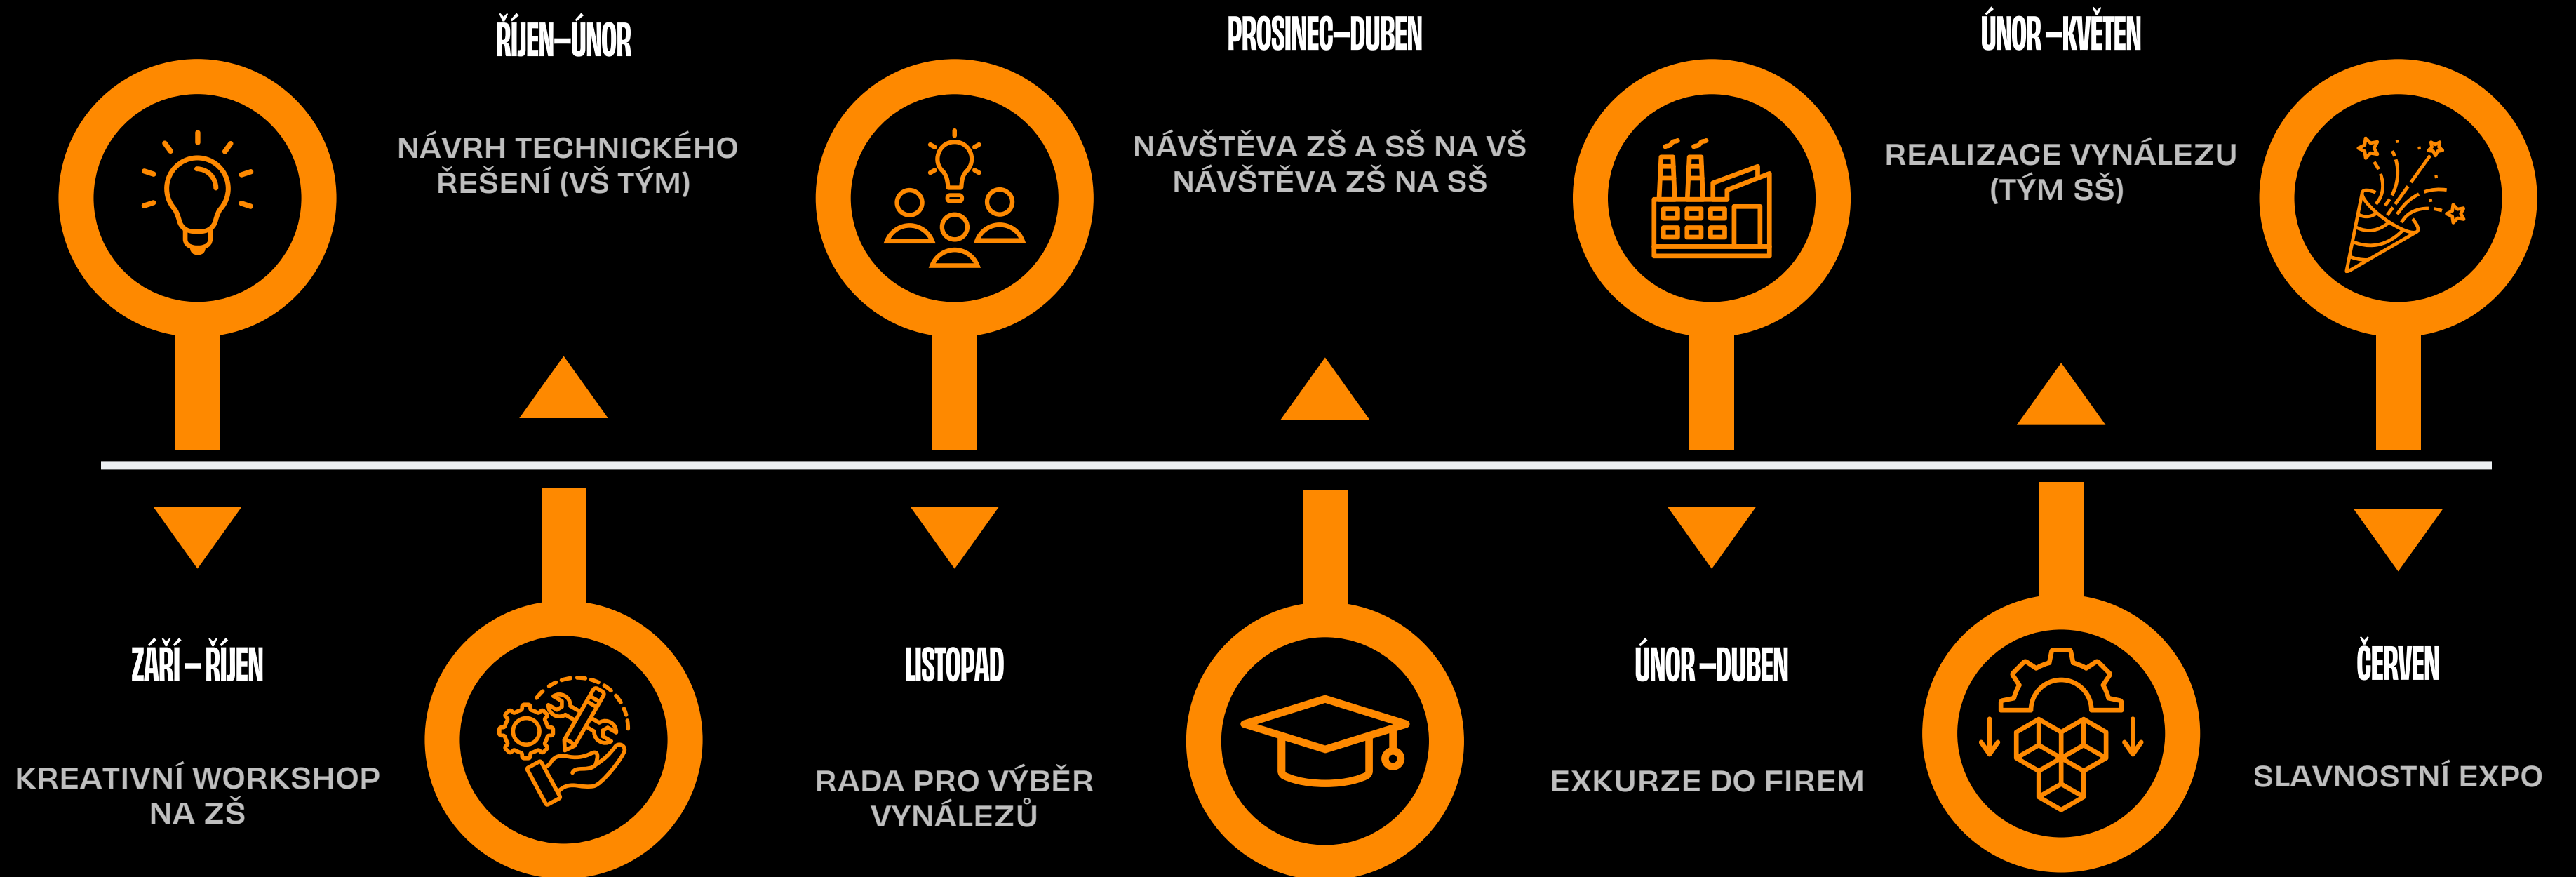 ŘÍJEN–ÚNOR
NÁVRH TECHNICKÉHO
ŘEŠENÍ (VŠ TÝM)
PROSINEC–DUBEN
NÁVŠTĚVA ZŠ A SŠ NA VŠ
NÁVŠTĚVA ZŠ NA SŠ
ÚNOR –KVĚTEN
REALIZACE VYNÁLEZU
(TÝM SŠ)
ZÁŘÍ – ŘÍJEN
KREATIVNÍ WORKSHOP
NA ZŠ
LISTOPAD
RADA PRO VÝBĚR
VYNÁLEZŮ
ÚNOR –DUBEN
EXKURZE DO FIREM
ČERVEN
SLAVNOSTNÍ EXPO